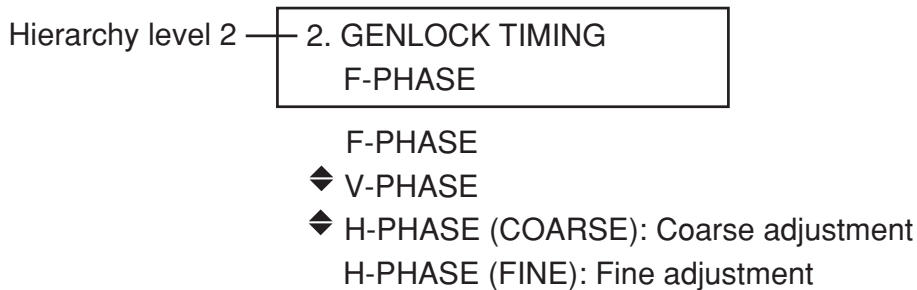 Hierarchy level 2
2. GENLOCK TIMING
F-PHASE
F-PHASE
V-PHASE
H-PHASE (COARSE): Coarse adjustment
H-PHASE (FINE): Fine adjustment